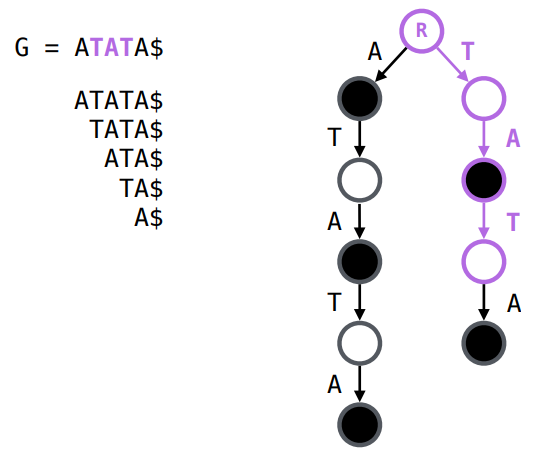 G = ATATA$
ATATA$
TATA$
ATA$
TA$
A$
R
A T
T A
A T
T A
A